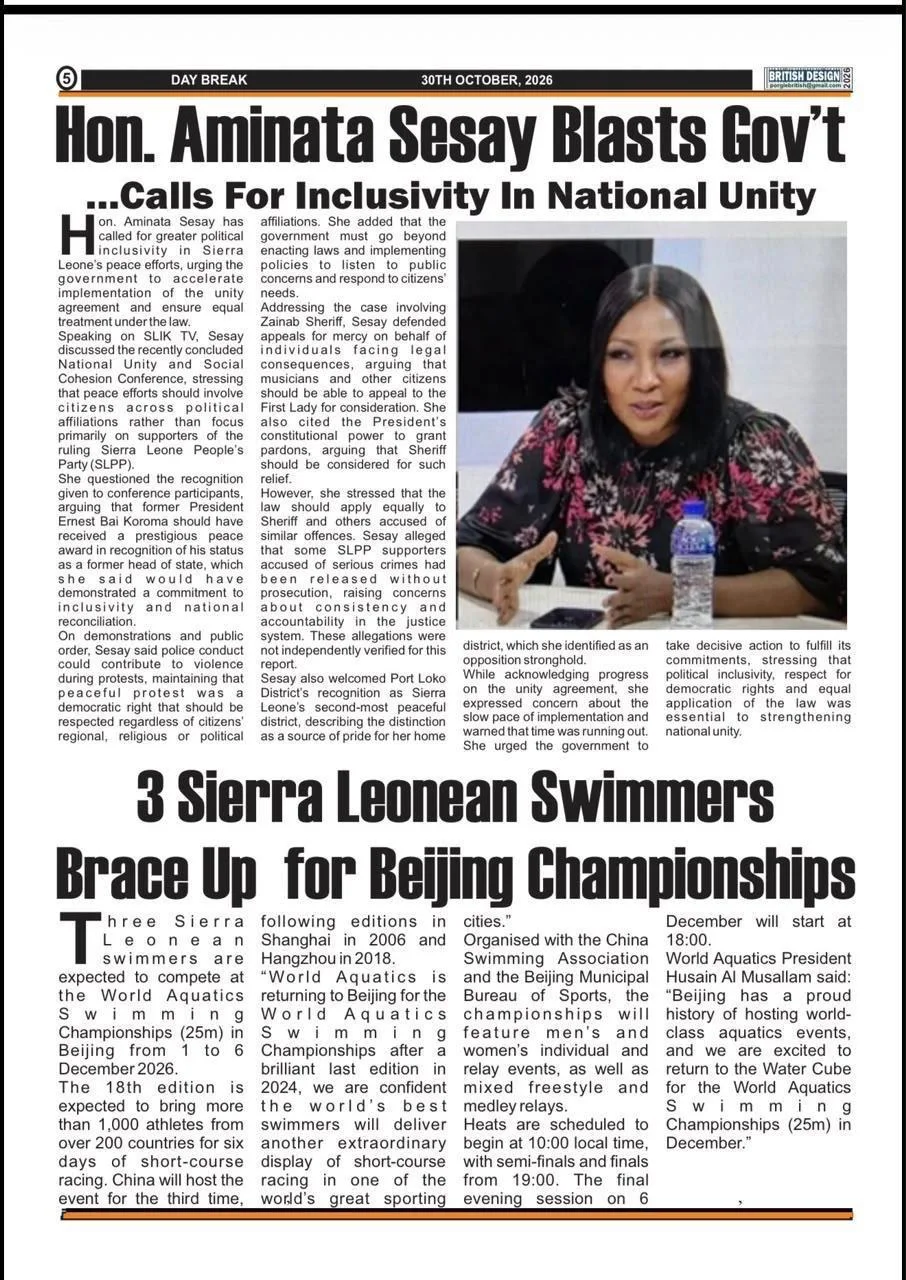 5
DAY BREAK
30TH OCTOBER, 2026
BRITISH DESIGN
porgiebritish@gmail.com
2026
Hon. Aminata Sesay Blasts Gov't
...Calls For Inclusivity In National Unity
Hon. Aminata Sesay has
called for greater political
inclusivity in Sierra
Leone's peace efforts, urging the
government to accelerate
implementation of the unity
agreement and ensure equal
treatment under the law.
Speaking on SLIK TV, Sesay
discussed the recently concluded
National Unity and Social
Cohesion Conference, stressing
that peace efforts should involve
citizens across political
affiliations rather than focus
primarily on supporters of the
ruling Sierra Leone People's
Party (SLPP).
She questioned the recognition
given to conference participants,
arguing that former President
Ernest Bai Koroma should have
received a prestigious peace
award in recognition of his status
as a former head of state, which
she said would have
demonstrated a commitment to
inclusivity and national
reconciliation.
On demonstrations and public
order, Sesay said police conduct
could contribute to violence
during protests, maintaining that
peaceful protest was a
democratic right that should be
respected regardless of citizens'
regional, religious or political
affiliations. She added that the
government must go beyond
enacting laws and implementing
policies to listen to public
concerns and respond to citizens'
needs.
Addressing the case involving
Zainab Sheriff, Sesay defended
appeals for mercy on behalf of
individuals facing legal
consequences, arguing that
musicians and other citizens
should be able to appeal to the
First Lady for consideration. She
also cited the President's
constitutional power to grant
pardons, arguing that Sheriff
should be considered for such
relief.
However, she stressed that the
law should apply equally to
Sheriff and others accused of
similar offences. Sesay alleged
that some SLPP supporters
accused of serious crimes had
been released without
prosecution, raising concerns
about consistency and
accountability in the justice
system. These allegations were
not independently verified for this
report.
Sesay also welcomed Port Loko
District's recognition as Sierra
Leone's second-most peaceful
district, describing the distinction
as a source of pride for her home
district, which she identified as an
opposition stronghold.
While acknowledging progress
on the unity agreement, she
expressed concern about the
slow pace of implementation and
warned that time was running out.
She urged the government to
take decisive action to fulfill its
commitments, stressing that
political inclusivity, respect for
democratic rights and equal
application of the law was
essential to strengthening
national unity.
3 Sierra Leonean Swimmers
Brace Up for Beijing Championships
Three Sierra
Leonean
swimmers are
expected to compete at
the World Aquatics
Swimming
Championships (25m) in
Beijing from 1 to 6
December 2026.
The 18th edition is
expected to bring more
than 1,000 athletes from
over 200 countries for six
days of short-course
racing. China will host the
event for the third time,
following editions in
Shanghai in 2006 and
Hangzhou in 2018.
"World Aquatics is
returning to Beijing for the
World Aquatics
Swimming
Championships after a
brilliant last edition in
2024, we are confident
the world's best
swimmers will deliver
another extraordinary
display of short-course
racing in one of the
world's great sporting
cities."
Organised with the China
Swimming Association
and the Beijing Municipal
Bureau of Sports, the
championships will
feature men's and
women's individual and
relay events, as well as
mixed freestyle and
medley relays.
Heats are scheduled to
begin at 10:00 local time,
with semi-finals and finals
from 19:00. The final
evening session on 6
December will start at
18:00.
World Aquatics President
Husain Al Musallam said:
"Beijing has a proud
history of hosting world-
class aquatics events,
and we are excited to
return to the Water Cube
for the World Aquatics
Swimming
Championships (25m) in
December."